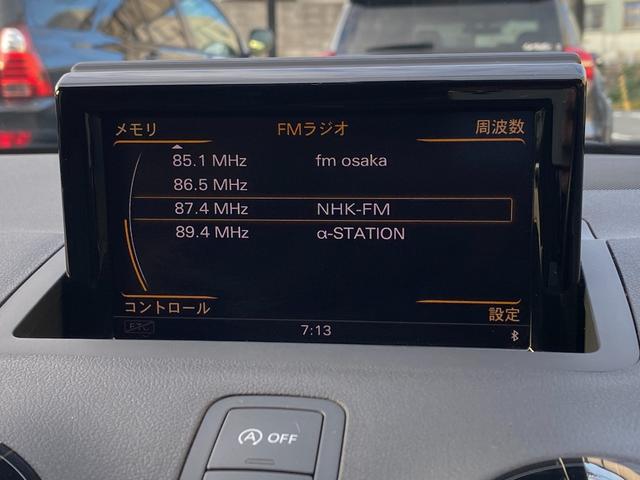 メモリ FMラジオ 周波数
85.1 MHz fm osaka
86.5 MHz
87.4 MHz NHK-FM
89.4 MHz α-STATION
コントロール 設定
ETC 7:13
A OFF